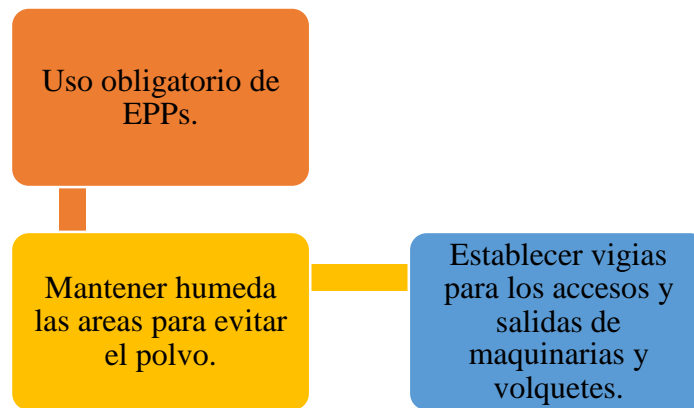 Uso obligatorio de
EPPs.
Mantener humeda
las areas para evitar
el polvo.
Establecer vigias
para los accesos y
salidas de
maquinarias y
volquetes.